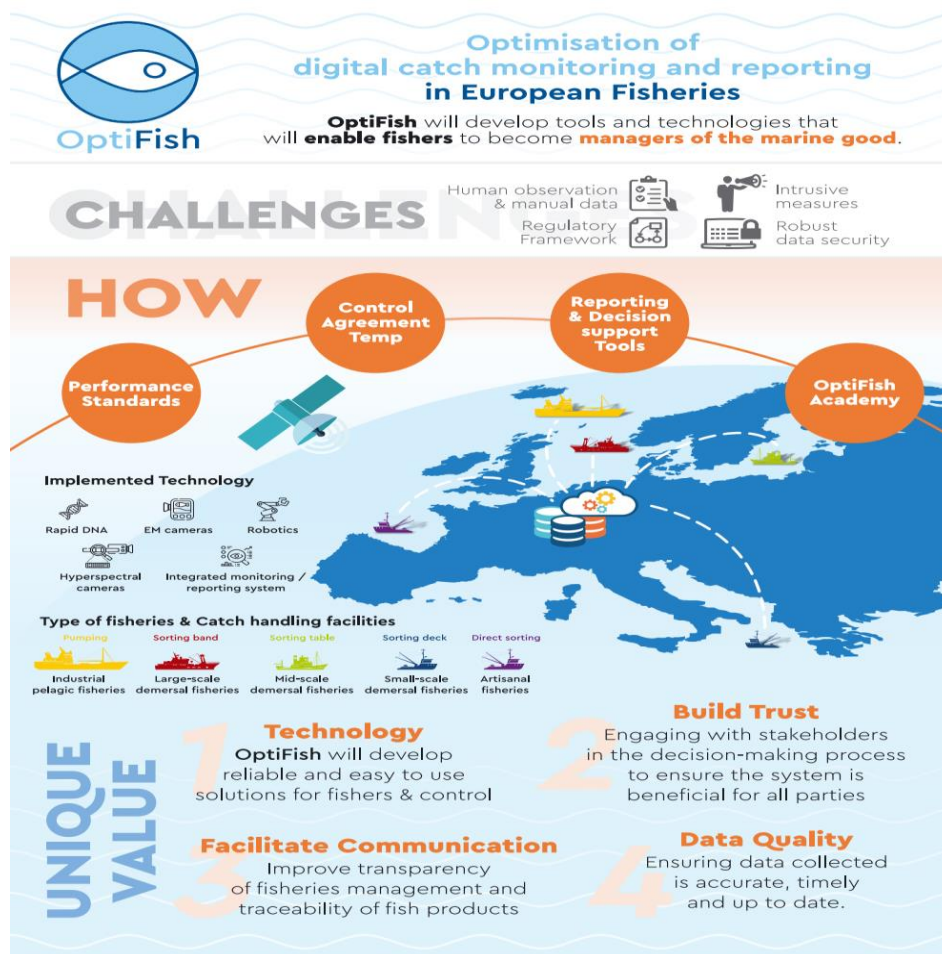 OptiFish
Optimisation of
digital catch monitoring and reporting
in European Fisheries
OptiFish will develop tools and technologies that
will enable fishers to become managers of the marine good.
CHALLENGES
CHALLENGES
Human observation
& manual data
Regulatory
Framework
Intrusive
measures
Robust
data security
HOW
Performance
Standards
Control
Agreement
Temp
Reporting
& Decision
support
Tools
OptiFish
Academy
Implemented Technology
Rapid DNA
EM cameras
Robotics
Hyperspectral
cameras
Integrated monitoring /
reporting system
Type of fisheries & Catch handling facilities
Pumping
Industrial
pelagic fisheries
Sorting band
Large-scale
demersal fisheries
Sorting table
Mid-scale
demersal fisheries
Sorting deck
Small-scale
demersal fisheries
Direct sorting
Artisanal
fisheries
UNIQUE
VALUE
1
Technology
OptiFish will develop
reliable and easy to use
solutions for fishers & control
2
Build Trust
Engaging with stakeholders
in the decision-making process
to ensure the system is
beneficial for all parties
3
Facilitate Communication
Improve transparency
of fisheries management and
traceability of fish products
4
Data Quality
Ensuring data collected
is accurate, timely
and up to date.